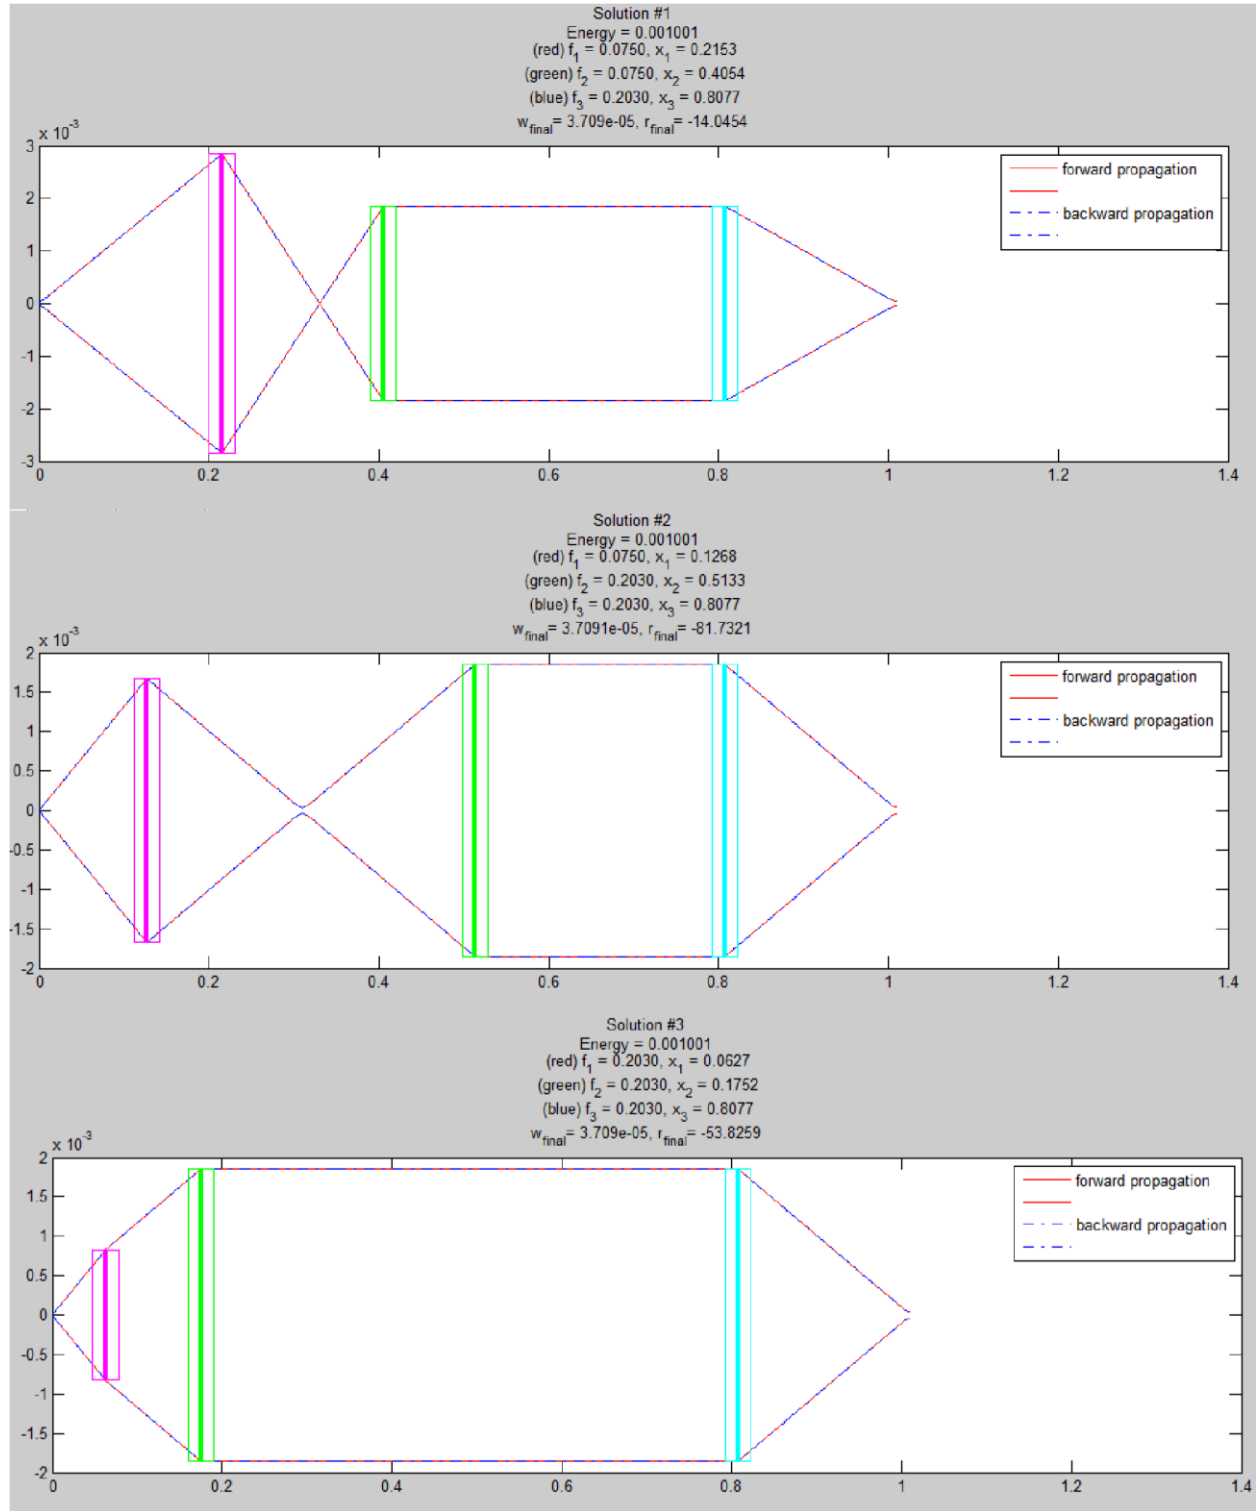 Solution #1
Energy = 0.001001
(red) f1 = 0.0750, x1 = 0.2153
(green) f2 = 0.0750, x2 = 0.4054
(blue) f3 = 0.2030, x3 = 0.8077
wfinal= 3.709e-05, rfinal= -14.0454
x 10-3
3
2
1
0
-1
-2
-3
0 0.2 0.4 0.6 0.8 1 1.2 1.4
forward propagation
backward propagation
Solution #2
Energy = 0.001001
(red) f1 = 0.0750, x1 = 0.1268
(green) f2 = 0.2030, x2 = 0.5133
(blue) f3 = 0.2030, x3 = 0.8077
wfinal= 3.7091e-05, rfinal= -81.7321
x 10-3
2
1.5
1
0.5
0
-0.5
-1
-1.5
-2
0 0.2 0.4 0.6 0.8 1 1.2 1.4
forward propagation
backward propagation
Solution #3
Energy = 0.001001
(red) f1 = 0.2030, x1 = 0.0627
(green) f2 = 0.2030, x2 = 0.1752
(blue) f3 = 0.2030, x3 = 0.8077
wfinal= 3.709e-05, rfinal= -53.8259
x 10-3
2
1.5
1
0.5
0
-0.5
-1
-1.5
-2
0 0.2 0.4 0.6 0.8 1 1.2 1.4
forward propagation
backward propagation